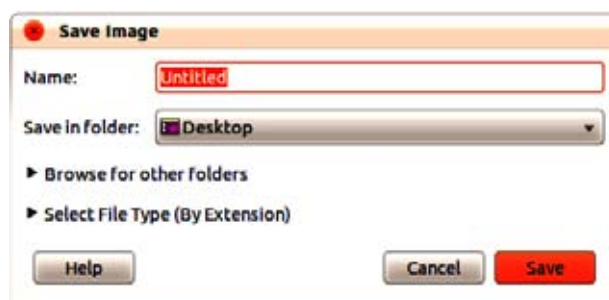 Save Image
Name: Untitled
Save in folder: Desktop
Browse for other folders
Select File Type (By Extension)
Help Cancel Save